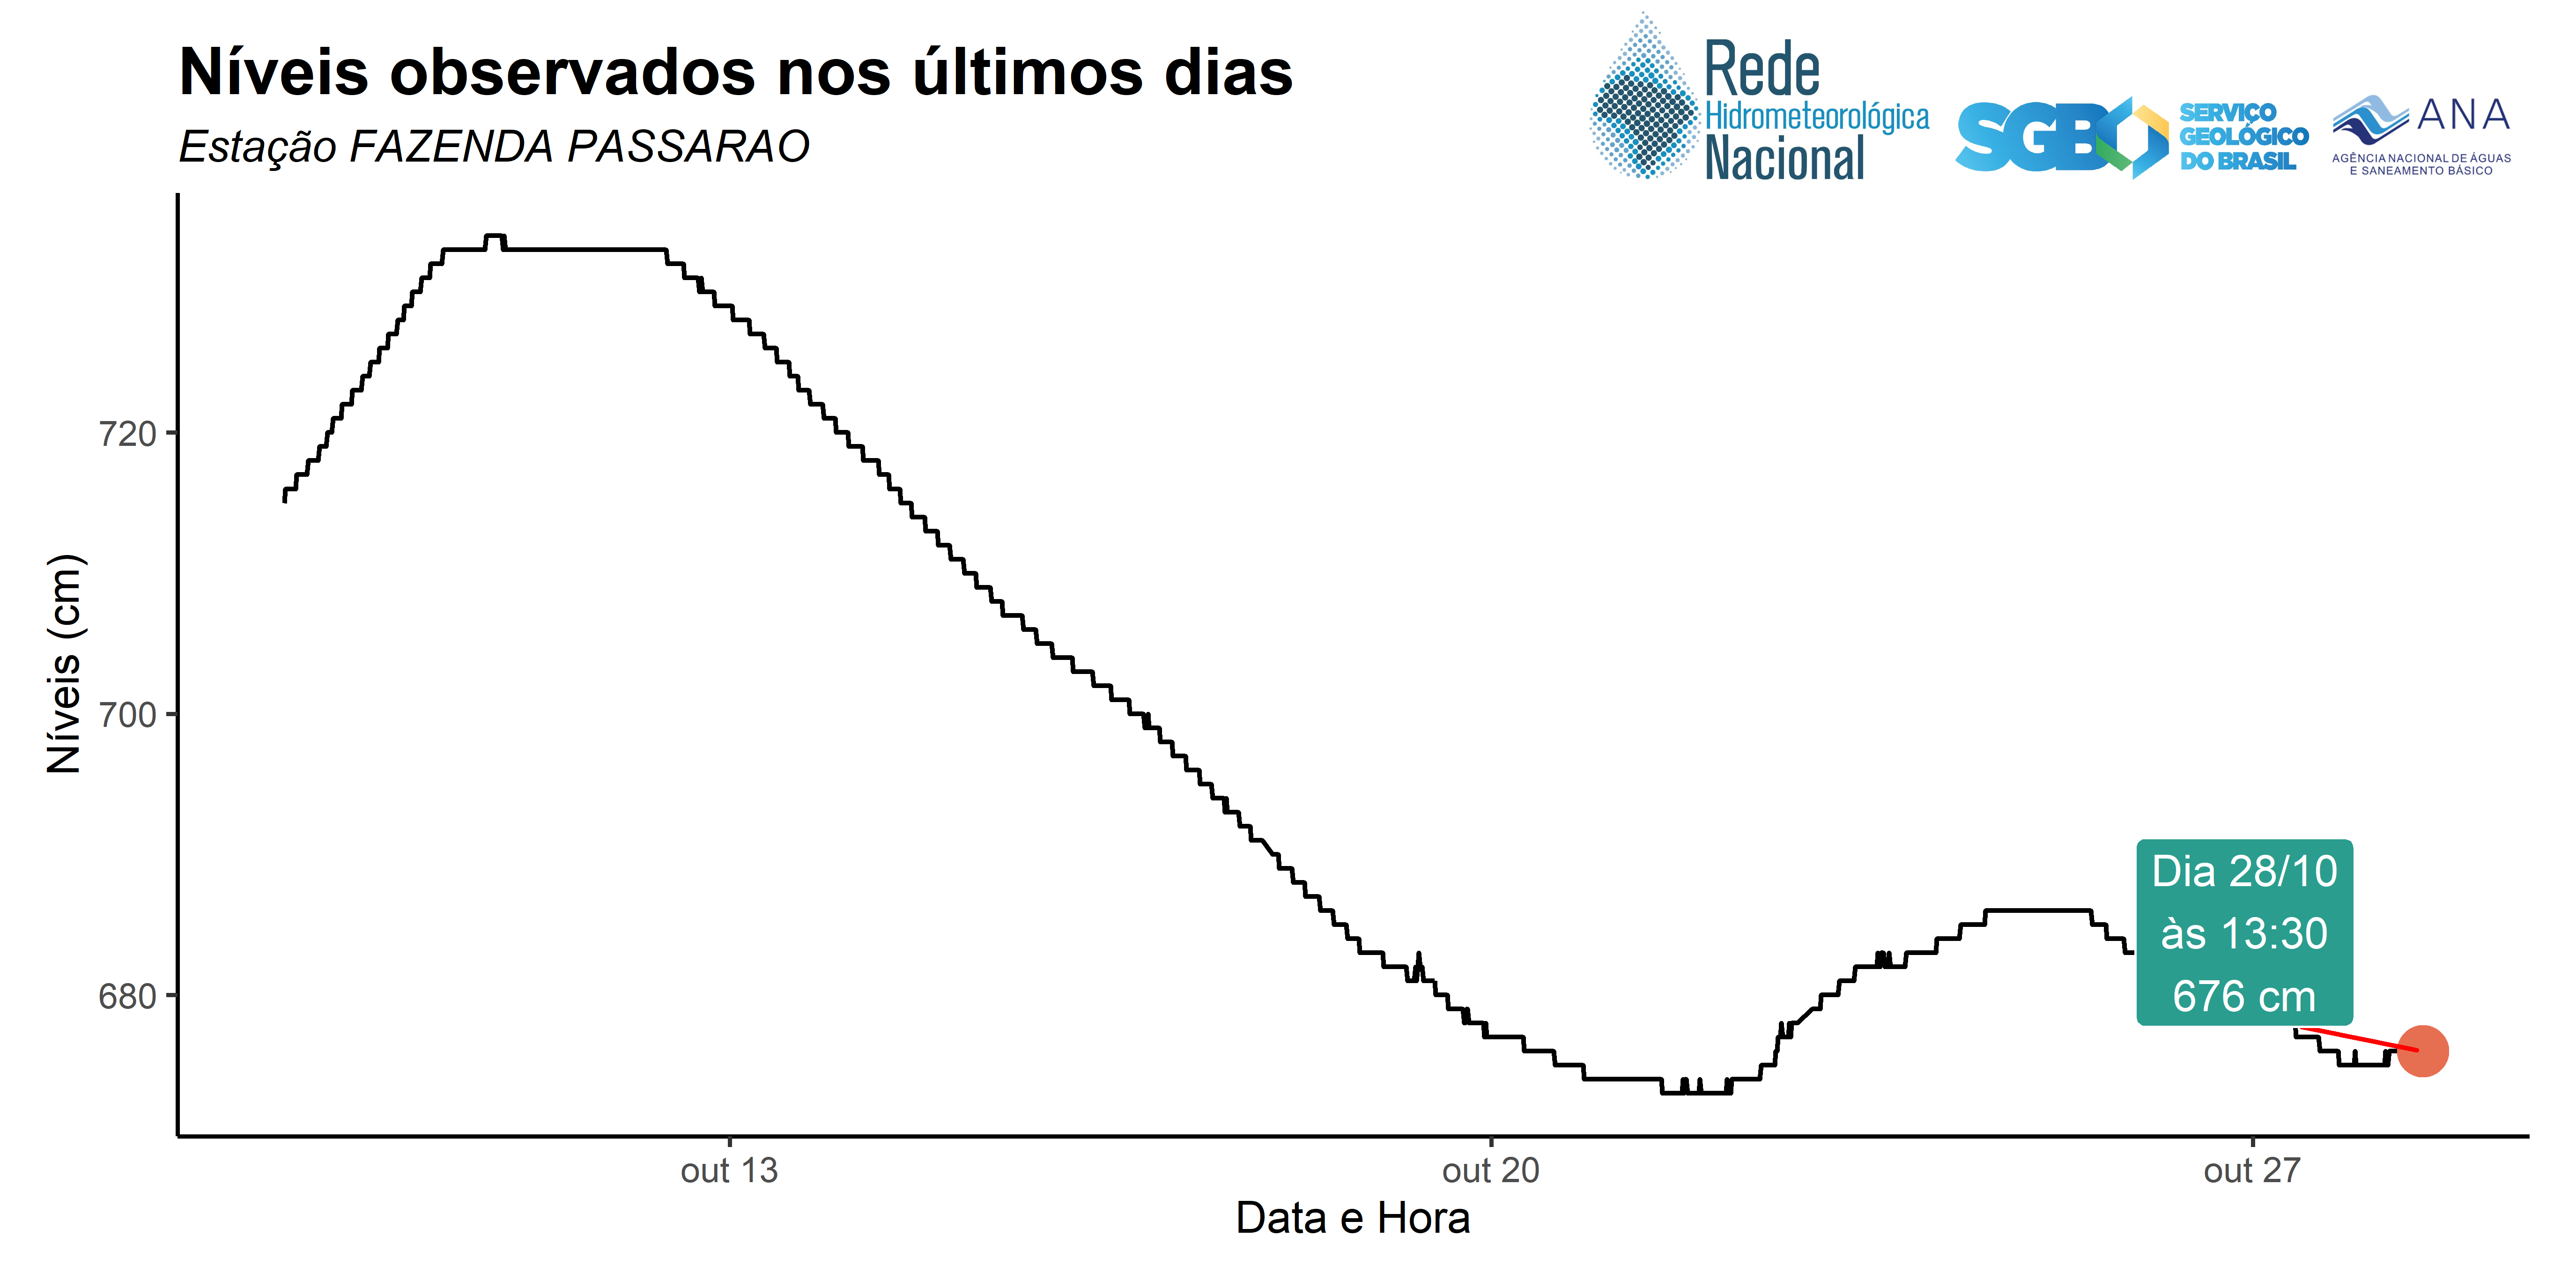 Níveis observados nos últimos dias
Estação FAZENDA PASSARAO
Rede
Hidrometeorológica
Nacional
SGB
SERVIÇO
GEOLÓGICO
DO BRASIL
ANA
AGÊNCIA NACIONAL DE ÁGUAS
E SANEAMENTO BÁSICO
Níveis (cm)
720
700
680
Dia 28/10
às 13:30
676 cm
out 13
out 20
out 27
Data e Hora